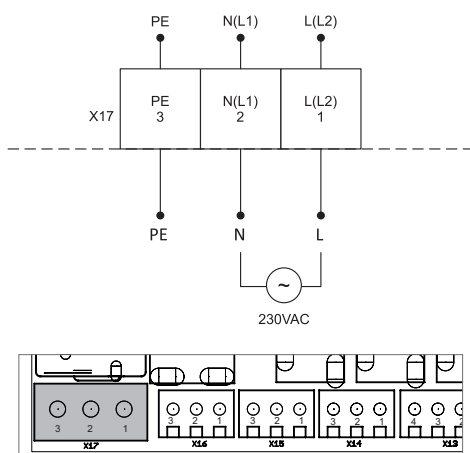 PE N(L1) L(L2)
X17
PE N(L1) L(L2)
3 2 1
PE N L
~
230VAC
3 2 1 3 2 1 3 2 1 3 2 1 4 3 2
X17 X16 X15 X14 X13